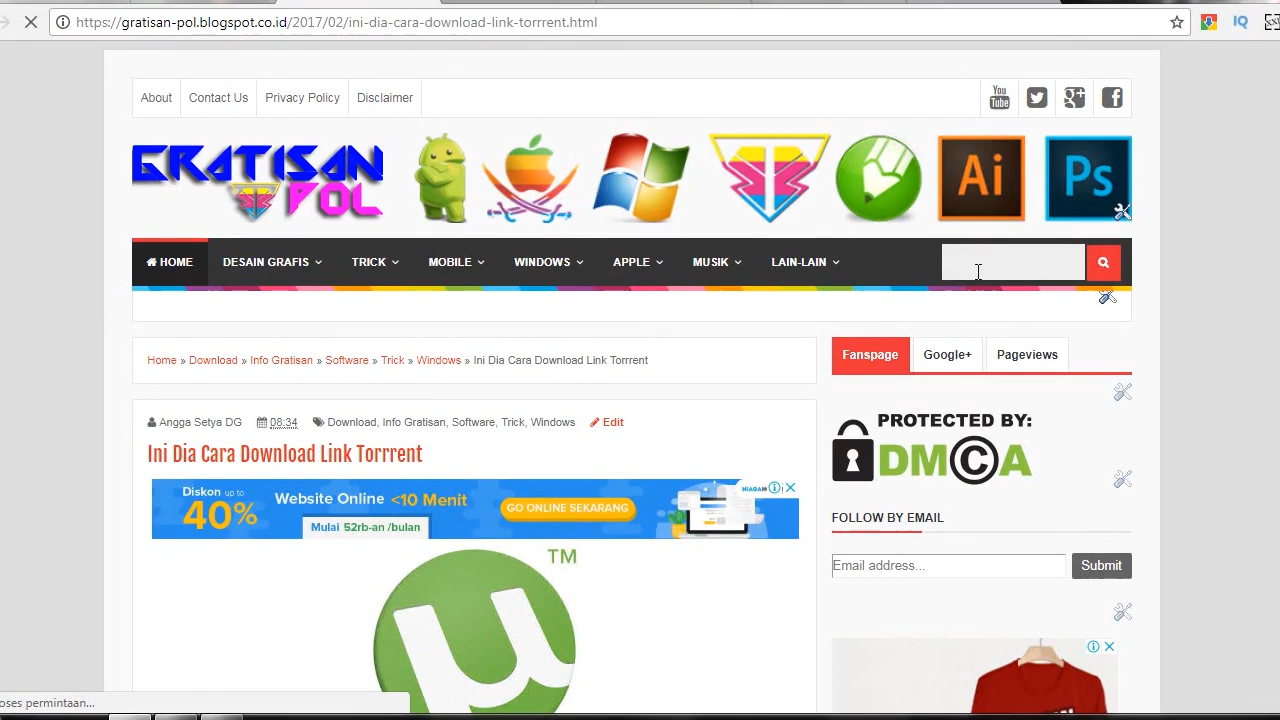 https://gratisan-pol.blogspot.co.id/2017/02/ini-dia-cara-download-link-torrrent.html
IQ
About Contact Us Privacy Policy Disclaimer
You Tube
g+
GRATISAN
POL
Ai
Ps
HOME DESAIN GRAFIS TRICK MOBILE WINDOWS APPLE MUSIK LAIN-LAIN
Home » Download » Info Gratisan » Software » Trick » Windows » Ini Dia Cara Download Link Torrrent
Fanspage Google+ Pageviews
Angga Setya DG 08:34 Download, Info Gratisan, Software, Trick, Windows Edit
Ini Dia Cara Download Link Torrrent
Diskon up to
40%
Website Online <10 Menit
Mulai 52rb-an /bulan
GO ONLINE SEKARANG
NIAGA
TM
PROTECTED BY:
DMCA
FOLLOW BY EMAIL
Email address...
Submit
oses permintaan...